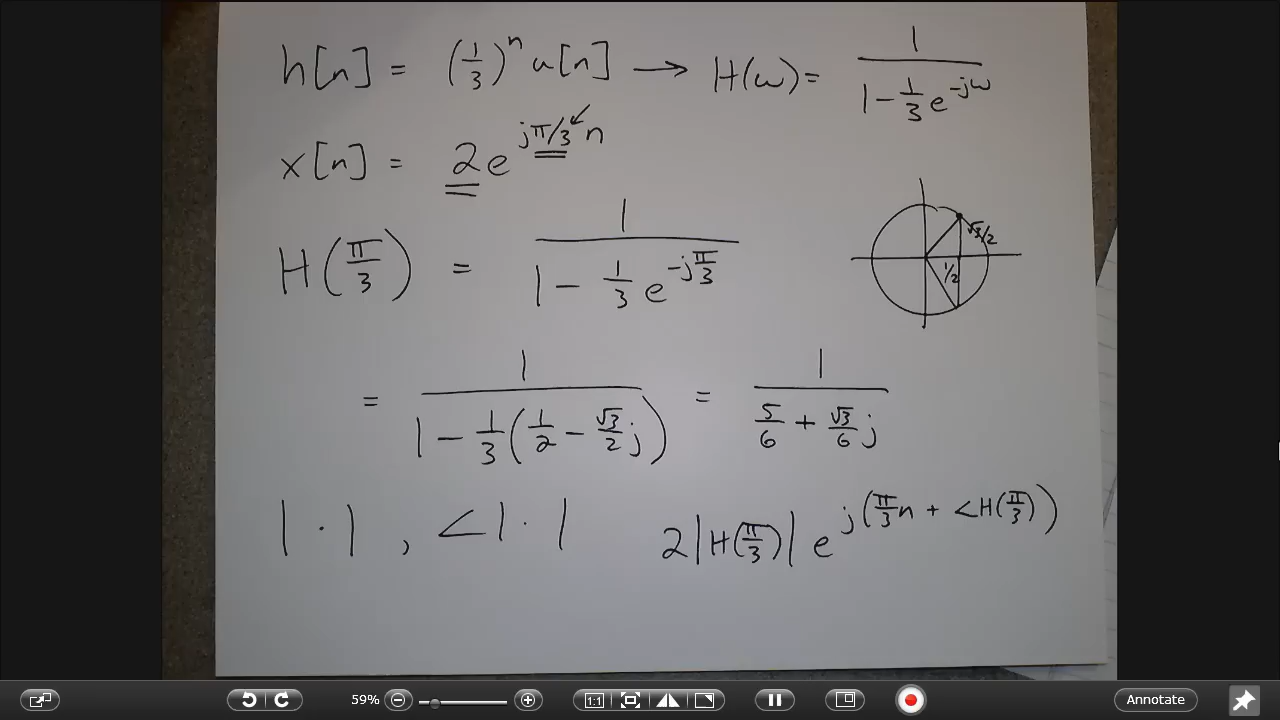 h[n] = (1/3)^n u[n] → H(ω) = 1 / (1 - 1/3 e^-jω)
x[n] = 2e^jπ/3 n
H(π/3) = 1 / (1 - 1/3 e^-jπ/3)
√3/2
1/2
= 1 / (1 - 1/3 (1/2 - √3/2 j)) = 1 / (5/6 + √3/6 j)
|·| , ∠|·| 2|H(π/3)| e^j(π/3 n + ∠H(π/3))
59% 1:1 Annotate